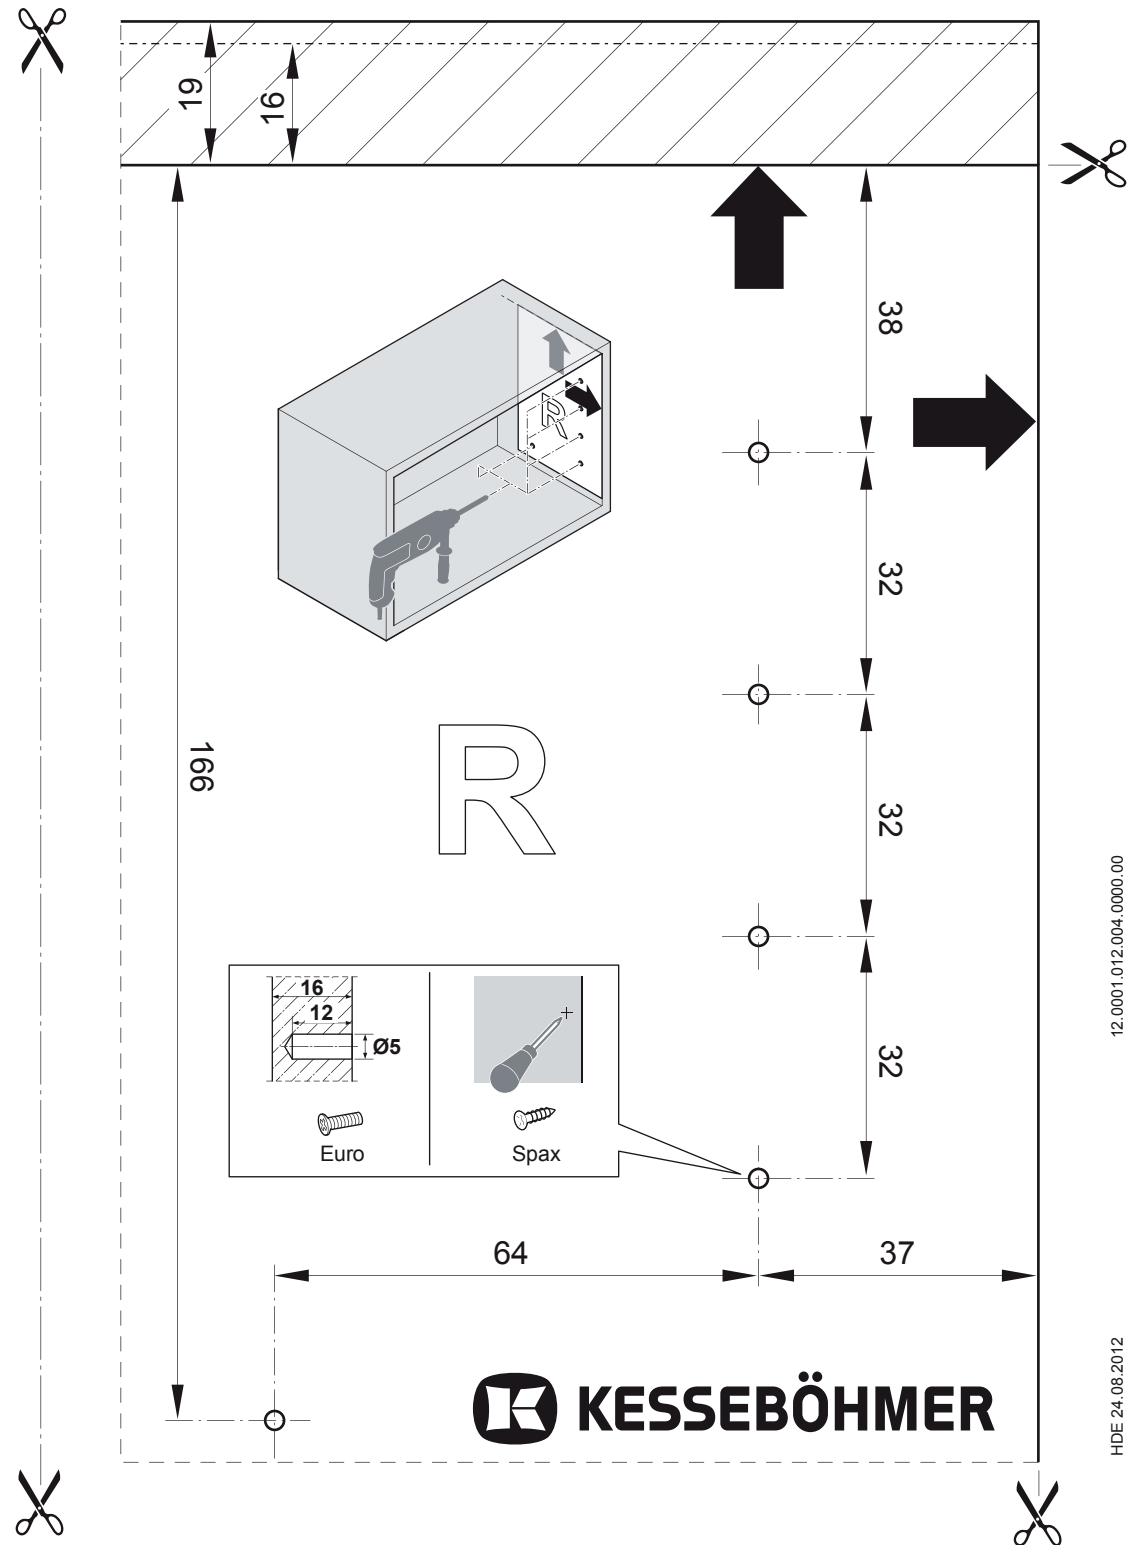 19
16
38
R
32
166
R
32
32
16
12
Ø5
Euro
Spax
64
37
KESSEBÖHMER
12.0001.012.004.0000.00
HDE 24.08.2012